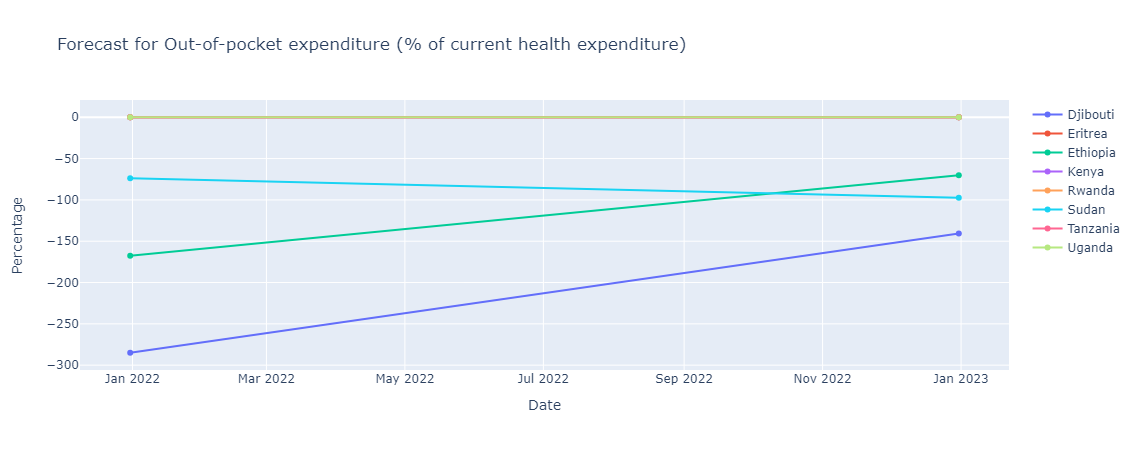 Forecast for Out-of-pocket expenditure (% of current health expenditure)
0
−50
−100
−150
−200
−250
−300
Percentage
Jan 2022
Mar 2022
May 2022
Jul 2022
Sep 2022
Nov 2022
Jan 2023
Date
Djibouti
Eritrea
Ethiopia
Kenya
Rwanda
Sudan
Tanzania
Uganda